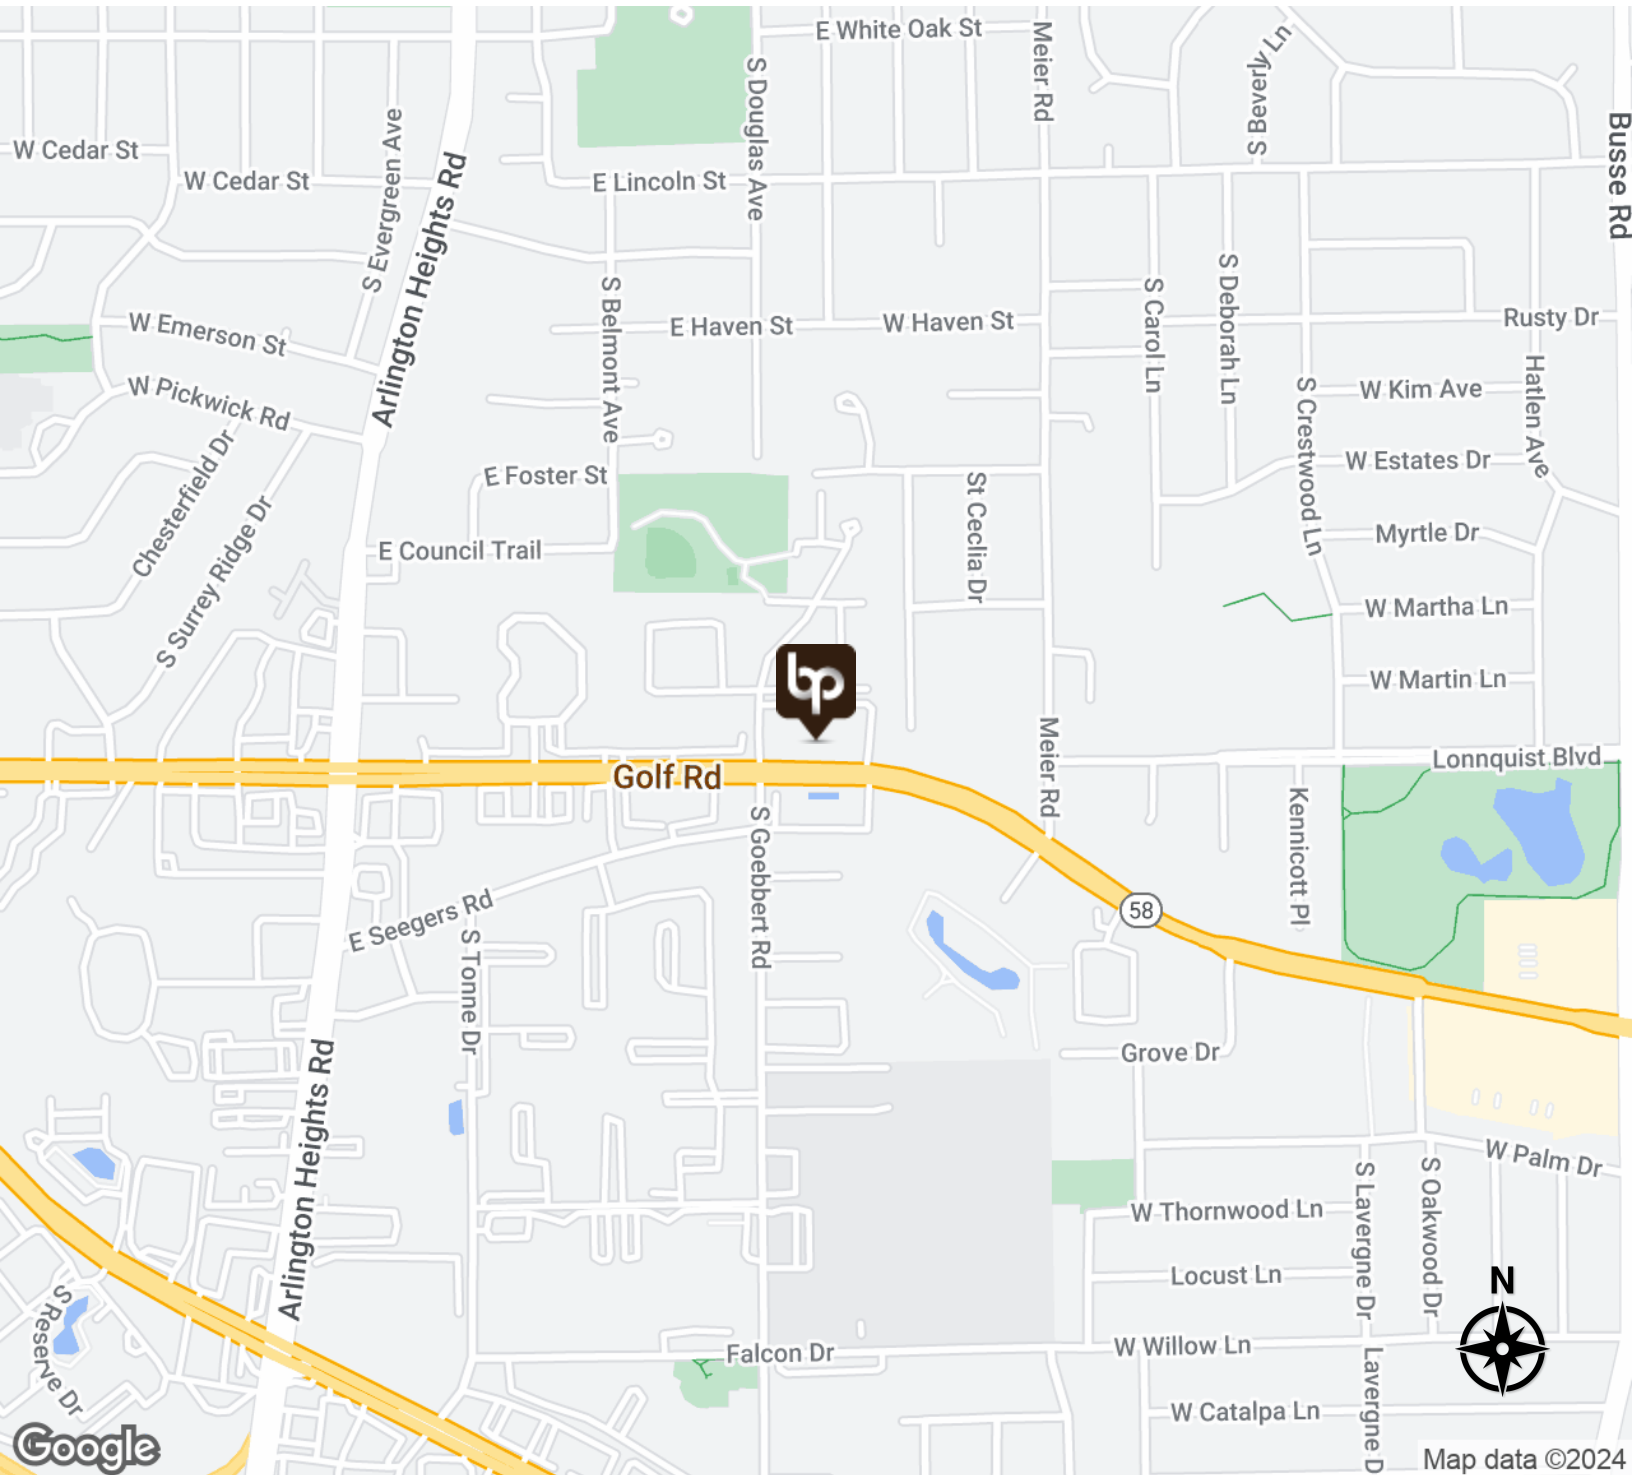 E White Oak St
Meier Rd
S Beverly Ln
S Douglas Ave
Busse Rd
W Cedar St
W Cedar St
S Evergreen Ave
Arlington Heights Rd
E Lincoln St
S Belmont Ave
S Carol Ln
S Deborah Ln
W Emerson St
E Haven St
W Haven St
Rusty Dr
W Pickwick Rd
Hatlen Ave
W Kim Ave
S Crestwood Ln
Chesterfield Dr
E Foster St
W Estates Dr
St Ceclia Dr
S Surrey Ridge Dr
E Council Trail
Myrtle Dr
W Martha Ln
bp
W Martin Ln
Meier Rd
Lonnquist Blvd
Golf Rd
S Goebbert Rd
Kennicott Pl
E Seegers Rd
58
S Tonne Dr
Arlington Heights Rd
Grove Dr
W Palm Dr
S Lavergne Dr
S Oakwood Dr
W Thornwood Ln
Locust Ln
N
S Reserve Dr
Falcon Dr
W Willow Ln
Lavergne D
W Catalpa Ln
Google
Map data ©2024